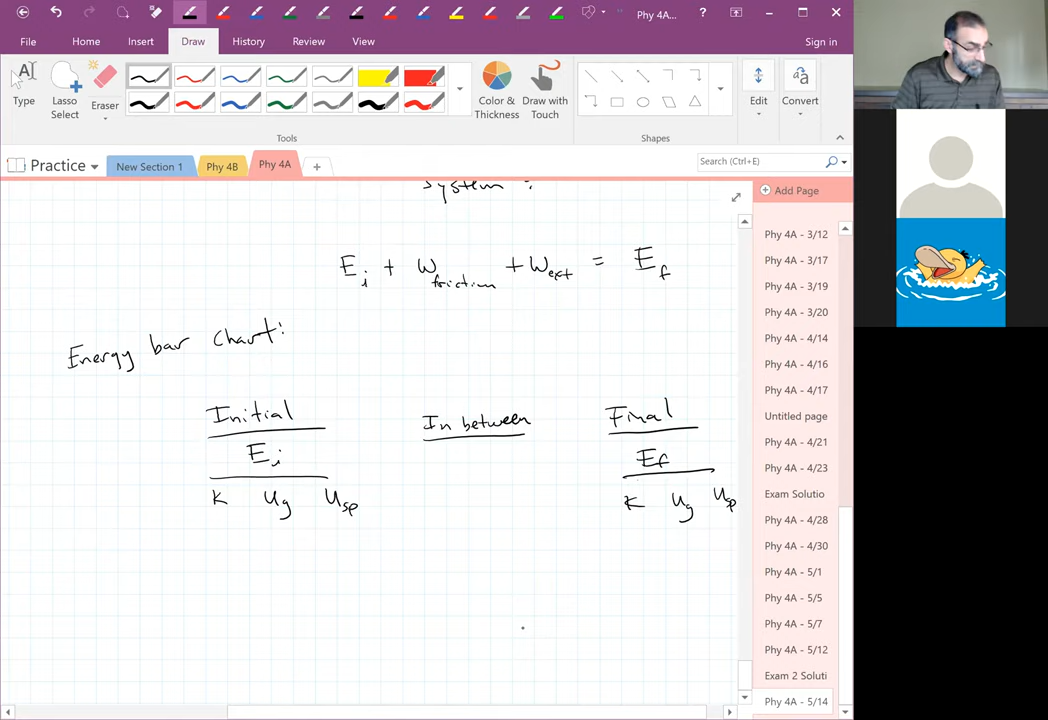 Phy 4A...
?
File
Home
Insert
Draw
History
Review
View
Sign in
A
Type
Lasso Select
Eraser
Color & Thickness
Draw with Touch
Edit
Convert
Tools
Shapes
Practice
New Section 1
Phy 4B
Phy 4A
+
Search (Ctrl+E)
Add Page
system :
Ei + Wfriction + Wext = Ef
Energy bar chart:
Initial
In between
Final
Ei
Ef
K Ug Usp
K Ug Usp
Phy 4A - 3/12
Phy 4A - 3/17
Phy 4A - 3/19
Phy 4A - 3/20
Phy 4A - 4/14
Phy 4A - 4/16
Phy 4A - 4/17
Untitled page
Phy 4A - 4/21
Phy 4A - 4/23
Exam Solutio
Phy 4A - 4/28
Phy 4A - 4/30
Phy 4A - 5/1
Phy 4A - 5/5
Phy 4A - 5/7
Phy 4A - 5/12
Exam 2 Soluti
Phy 4A - 5/14